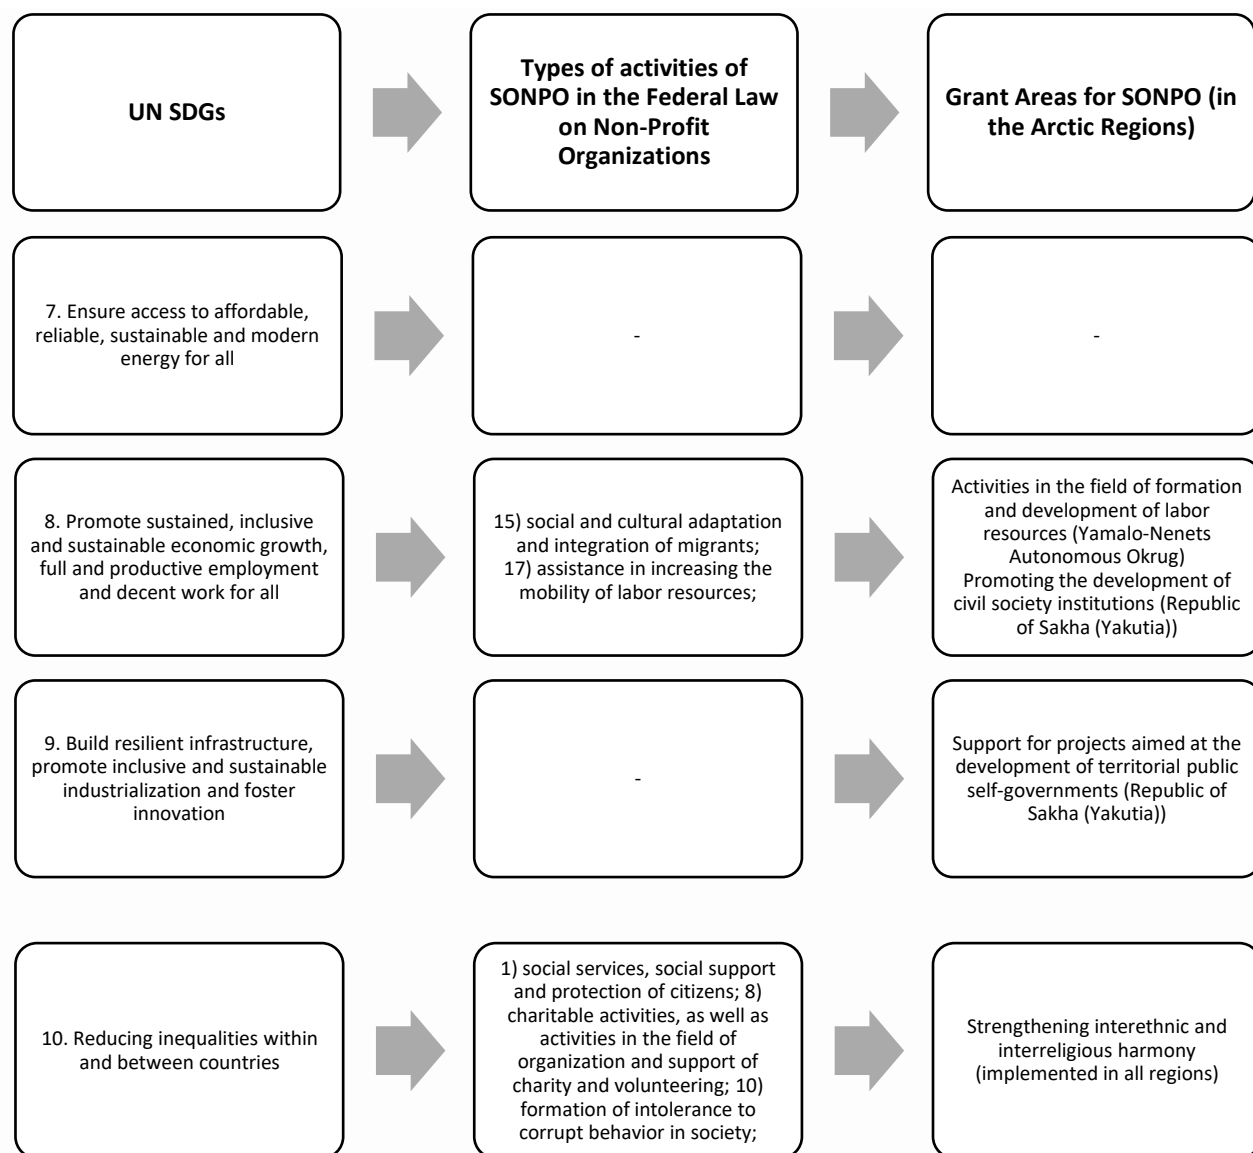 UN SDGs
Types of activities of
SONPO in the Federal Law
on Non-Profit
Organizations
Grant Areas for SONPO (in
the Arctic Regions)
7. Ensure access to affordable,
reliable, sustainable and modern
energy for all
-
-
8. Promote sustained, inclusive
and sustainable economic growth,
full and productive employment
and decent work for all
15) social and cultural adaptation
and integration of migrants;
17) assistance in increasing the
mobility of labor resources;
Activities in the field of formation
and development of labor
resources (Yamalo-Nenets
Autonomous Okrug)
Promoting the development of
civil society institutions (Republic
of Sakha (Yakutia))
9. Build resilient infrastructure,
promote inclusive and sustainable
industrialization and foster
innovation
-
Support for projects aimed at the
development of territorial public
self-governments (Republic of
Sakha (Yakutia))
10. Reducing inequalities within
and between countries
1) social services, social support
and protection of citizens; 8)
charitable activities, as well as
activities in the field of
organization and support of
charity and volunteering; 10)
formation of intolerance to
corrupt behavior in society;
Strengthening interethnic and
interreligious harmony
(implemented in all regions)